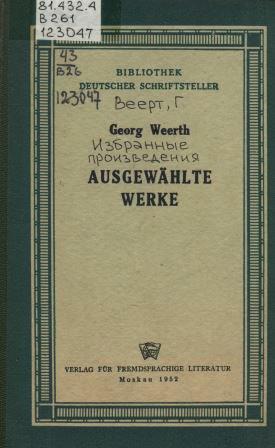 81.432.4
В 261
123047
43
В26
123047
BIBLIOTHEK
DEUTSCHER SCHRIFTSTELLER
Веерт, Г
Georg Weerth
Избранные
произведения
AUSGEWÄHLTE
WERKE
VERLAG FÜR FREMDSPRACHIGE LITERATUR
Moskau 1952